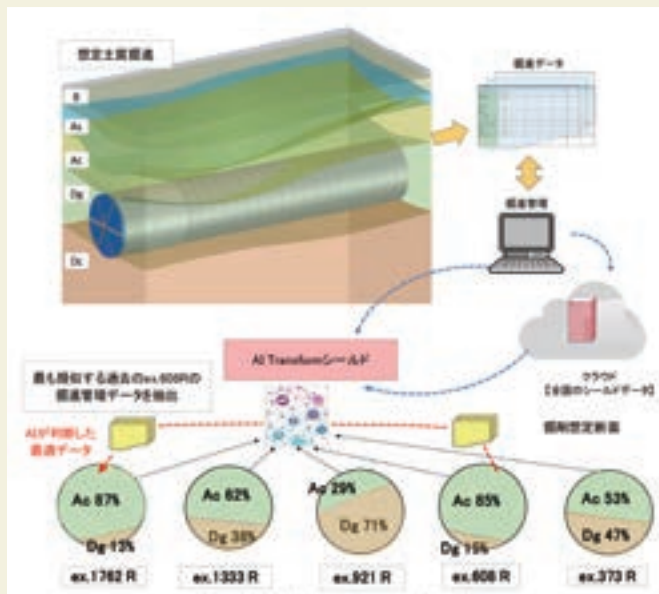 想定土質掘進
B
As
Ac
Dg
Dc
掘進データ
掘進管理
AI Transformシールド
クラウド
【全国のシールドデータ】
最も類似する過去のex.608Rの
掘進管理データを抽出
掘削想定断面
AIが判断した
最適データ
Ac 87%
Dg 13%
Ac 62%
Dg 38%
Ac 29%
Dg 71%
Ac 85%
Dg 15%
Ac 53%
Dg 47%
ex.1762 R
ex.1333 R
ex.921 R
ex.608 R
ex.373 R